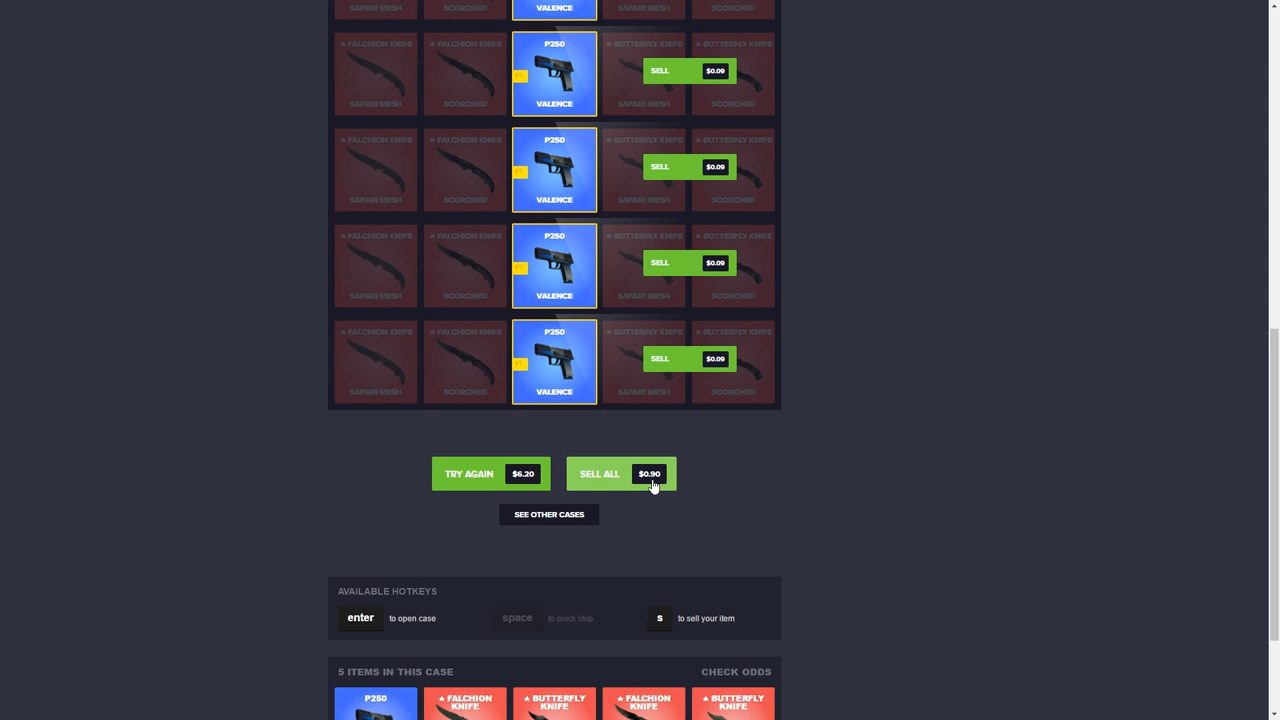 SAFARI MESH SCORCHED VALENCE SAFARI MESH SCORCHED
★ FALCHION KNIFE ★ FALCHION KNIFE P250 ★ BUTTERFLY KNIFE ★ BUTTERFLY KNIFE
FT SELL $0.09
SAFARI MESH SCORCHED VALENCE SAFARI MESH SCORCHED
★ FALCHION KNIFE ★ FALCHION KNIFE P250 ★ BUTTERFLY KNIFE ★ BUTTERFLY KNIFE
FT SELL $0.09
SAFARI MESH SCORCHED VALENCE SAFARI MESH SCORCHED
★ FALCHION KNIFE ★ FALCHION KNIFE P250 ★ BUTTERFLY KNIFE ★ BUTTERFLY KNIFE
FT SELL $0.09
SAFARI MESH SCORCHED VALENCE SAFARI MESH SCORCHED
★ FALCHION KNIFE ★ FALCHION KNIFE P250 ★ BUTTERFLY KNIFE ★ BUTTERFLY KNIFE
FT SELL $0.09
SAFARI MESH SCORCHED VALENCE SAFARI MESH SCORCHED
TRY AGAIN $6.20 SELL ALL $0.90
SEE OTHER CASES
AVAILABLE HOTKEYS
enter to open case space to quick stop s to sell your item
5 ITEMS IN THIS CASE CHECK ODDS
P250 ★ FALCHION ★ BUTTERFLY ★ FALCHION ★ BUTTERFLY
KNIFE KNIFE KNIFE KNIFE